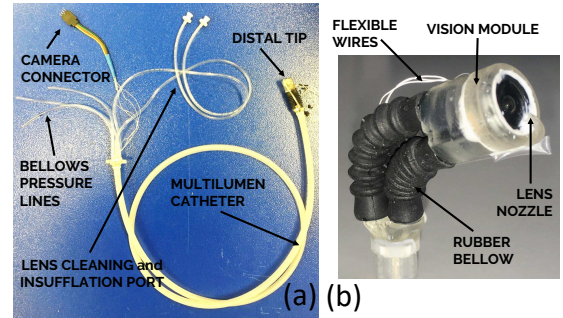 CAMERA
CONNECTOR
DISTAL TIP
BELLOWS
PRESSURE
LINES
MULTILUMEN
CATHETER
LENS CLEANING and
INSUFFLATION PORT
(a)
FLEXIBLE
WIRES
VISION MODULE
LENS
NOZZLE
RUBBER
BELLOW
(b)